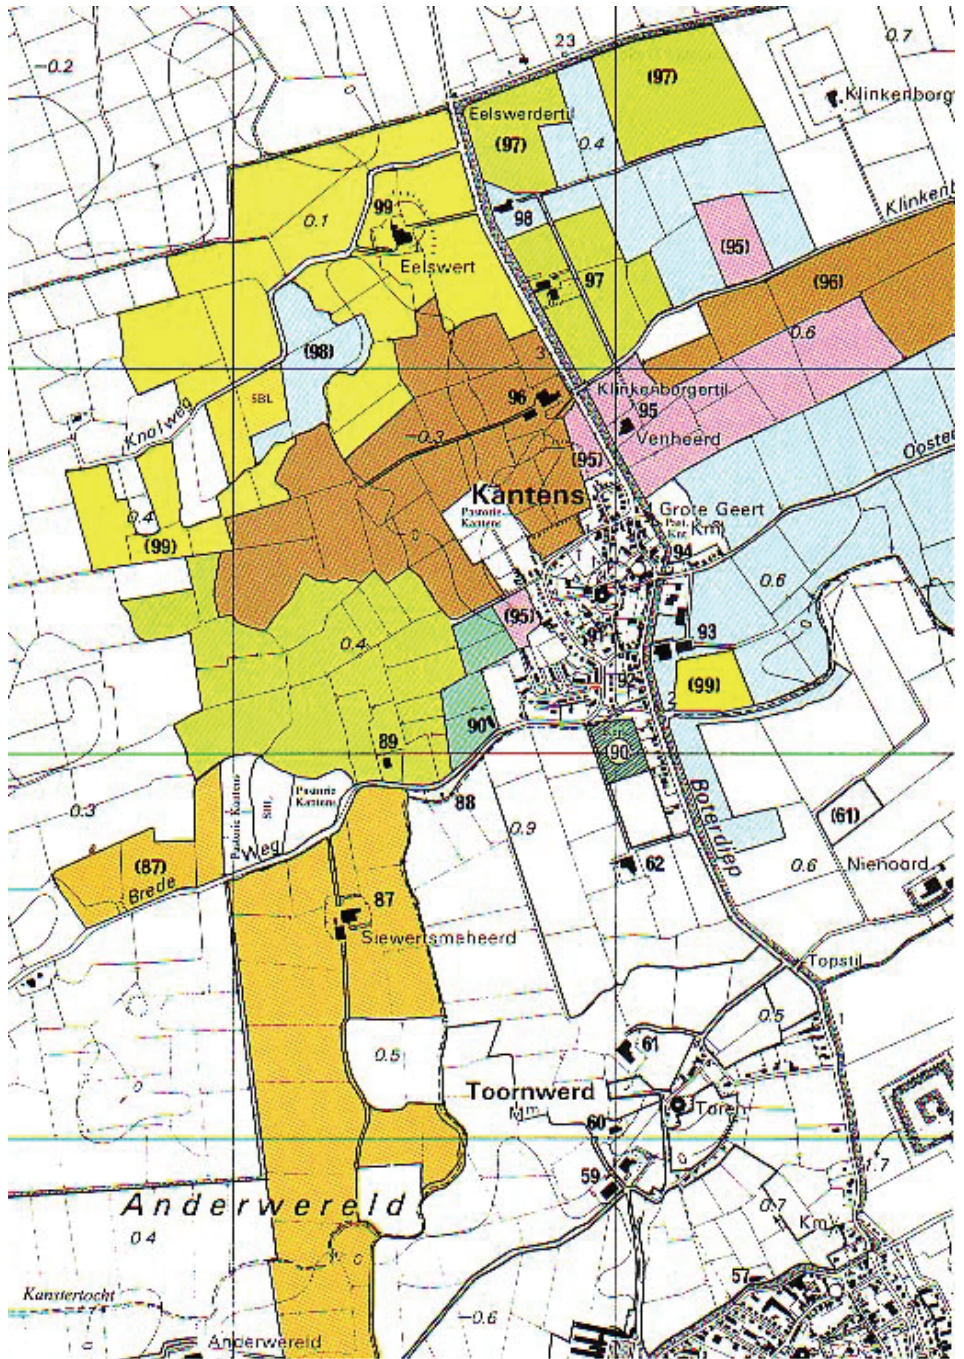 23
0.7
-0.2
(97)
Klinkenborg
Eelswerdertil
(97)
0.4
99
98
Klinkenb
0.1
(95)
Eelswert
97
(96)
(98)
3
0.6
Klinkenborgertil
SBL
96
95
Knolweg
-0.3
Venheerd
(95)
Ooste
Kantens
Pastorie
Kantens
Grote Geert
0.4
Km
(99)
94
0.6
(95)
0.4
91
93
92
(99)
2
90
89
(90)
Pastorie Kantens
SBL
Pastorie
Kantens
88
0.3
Boterdiep
(61)
0.9
Weg
(87)
62
0.6
Nienoord
Brede
87
Siewertsmaheerd
Topstil
0.5
1
61
0.5
Toornwerd
Mm
Toren
60
59
1.7
Anderwereld
0.7
Km
0 4
57
Kanstertocht
-0.6
Anderwereld